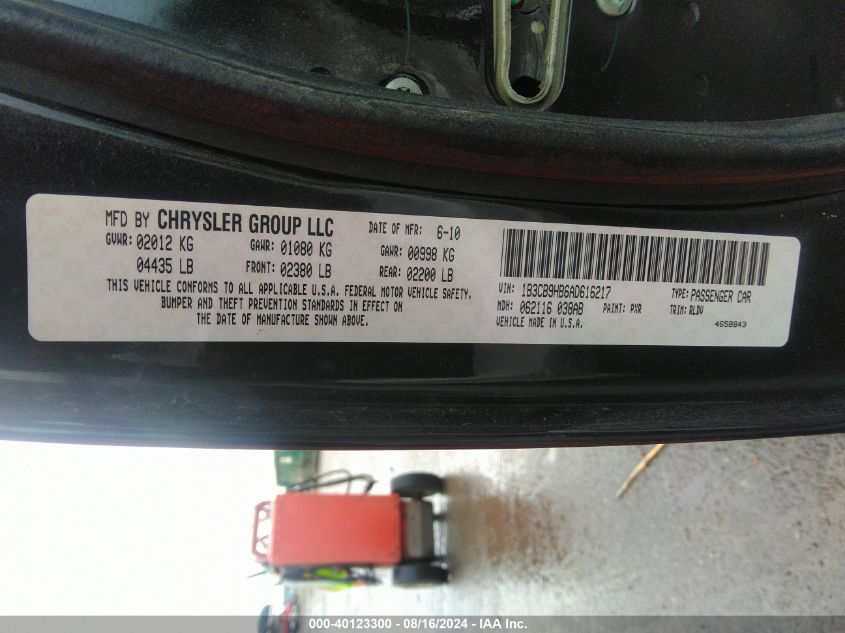 MFD BY CHRYSLER GROUP LLC DATE OF MFR: 6-10
GVWR: 02012 KG GAWR: 01080 KG GAWR: 00998 KG
04435 LB FRONT: 02380 LB REAR: 02200 LB
THIS VEHICLE CONFORMS TO ALL APPLICABLE U.S.A. FEDERAL MOTOR VEHICLE SAFETY,
BUMPER AND THEFT PREVENTION STANDARDS IN EFFECT ON
THE DATE OF MANUFACTURE SHOWN ABOVE.
VIN: 1B3CB9HB6AD616217 TYPE: PASSENGER CAR
MDH: 062116 038AB PAINT: PXR TRIM: RLDV
VEHICLE MADE IN U.S.A. 4658843
000-40123300 - 08/16/2024 - IAA Inc.